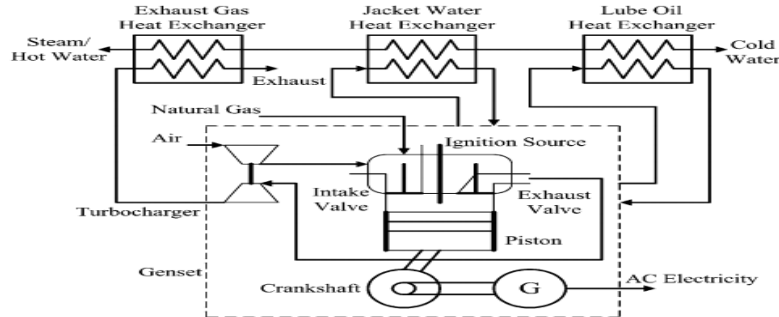 Exhaust Gas
Heat Exchanger
Jacket Water
Heat Exchanger
Lube Oil
Heat Exchanger
Steam/
Hot Water
Exhaust
Cold
Water
Natural Gas
Air
Ignition Source
Intake
Valve
Exhaust
Valve
Turbocharger
Piston
Genset
Crankshaft
G
AC Electricity